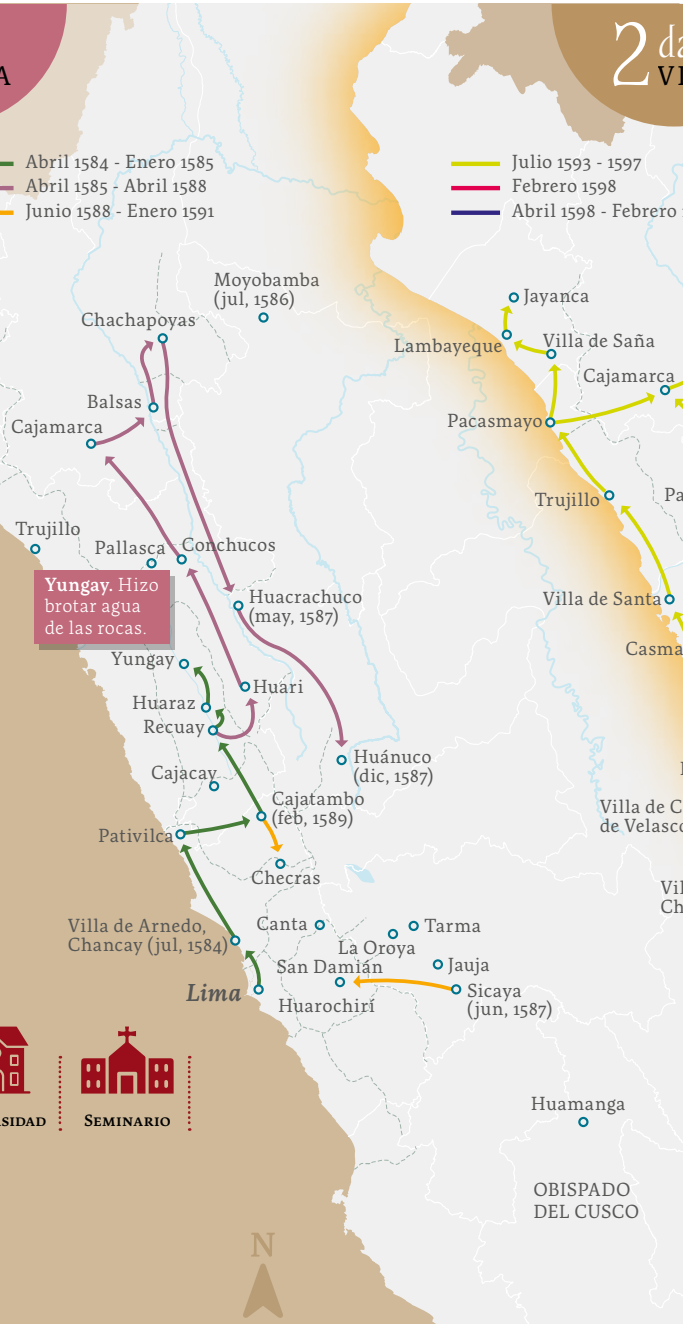 A
2 da
VI
Abril 1584 - Enero 1585
Abril 1585 - Abril 1588
Junio 1588 - Enero 1591
Julio 1593 - 1597
Febrero 1598
Abril 1598 - Febrero
Moyobamba
(jul, 1586)
Chachapoyas
Balsas
Cajamarca
Trujillo
Pallasca
Conchucos
Yungay. Hizo
brotar agua
de las rocas.
Huacrachuco
(may, 1587)
Yungay
Huari
Huaraz
Recuay
Cajacay
Huánuco
(dic, 1587)
Cajatambo
(feb, 1589)
Pativilca
Checras
Villa de Arnedo,
Chancay (jul, 1584)
Canta
Tarma
La Oroya
San Damián
Jauja
Lima
Huarochirí
Sicaya
(jun, 1587)
Jayanca
Lambayeque
Villa de Saña
Cajamarca
Pacasmayo
Trujillo
Pa
Villa de Santa
Casma
Villa de C
de Velasco
Vil
Ch
SIDAD
SEMINARIO
Huamanga
OBISPADO
DEL CUSCO
N